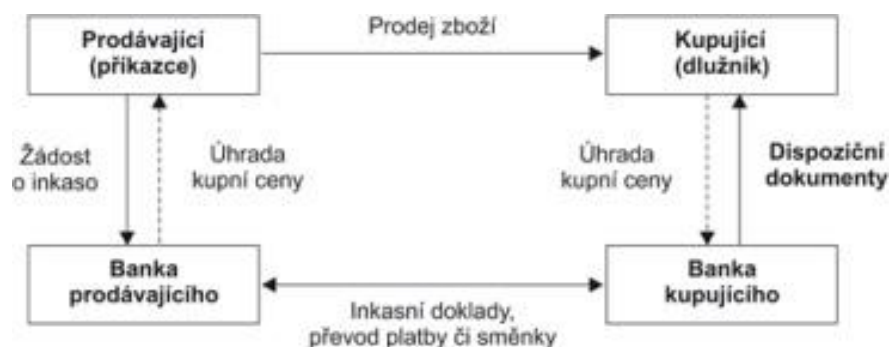 Prodávající
(příkazce)
Prodej zboží
Kupující
(dlužník)
Žádost
o inkaso
Úhrada
kupní ceny
Úhrada
kupní ceny
Dispoziční
dokumenty
Banka
prodávajícího
Inkasní doklady,
převod platby či směnky
Banka
kupujícího